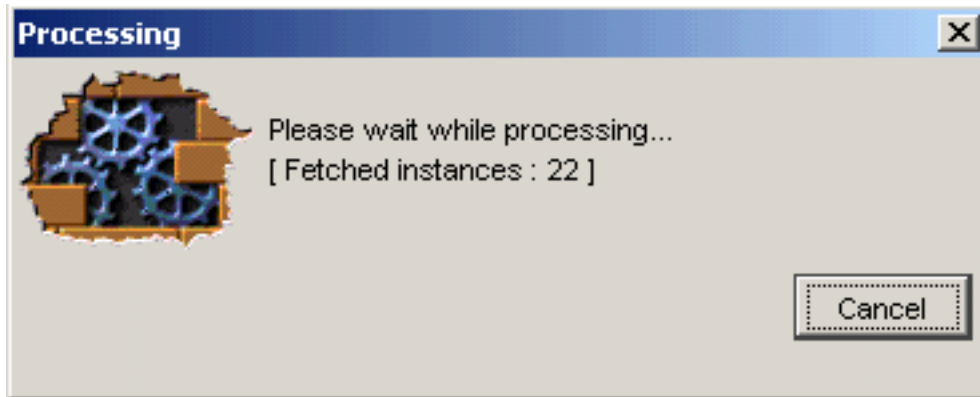 Processing
Please wait while processing...
[ Fetched instances : 22 ]
Cancel